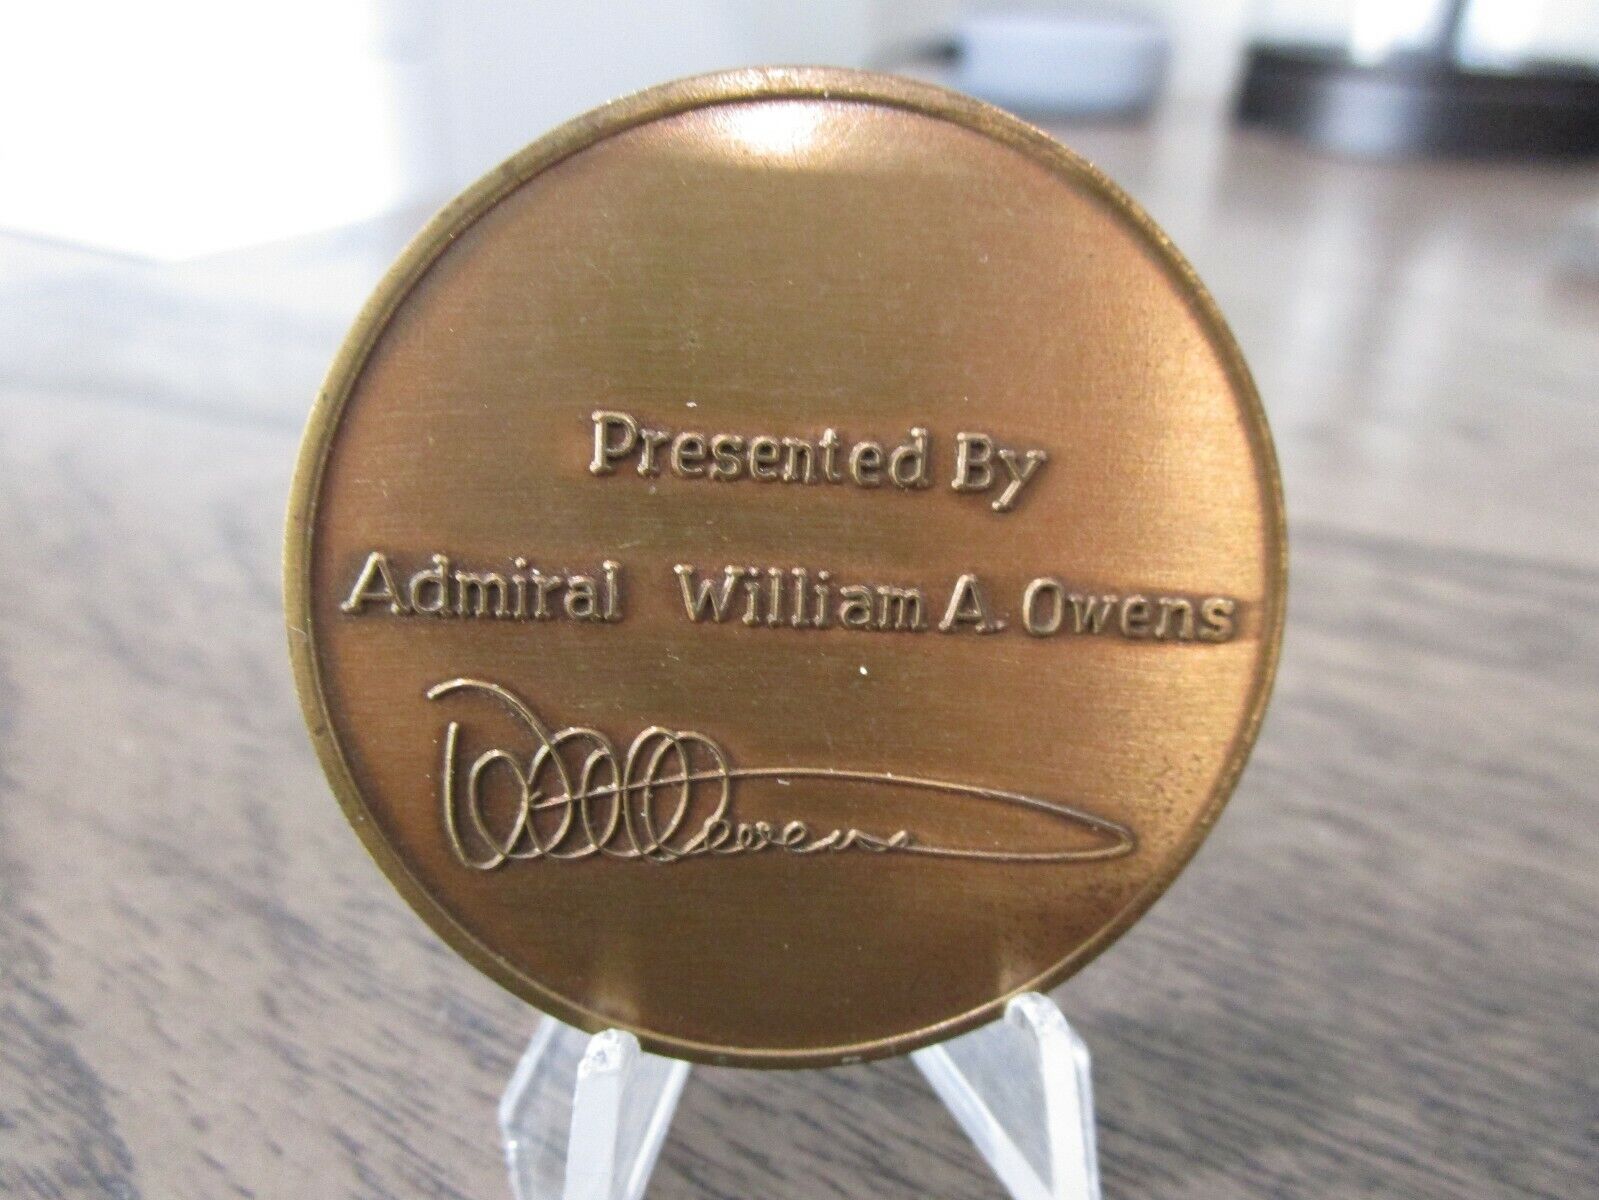 Presented By
Admiral William A. Owens